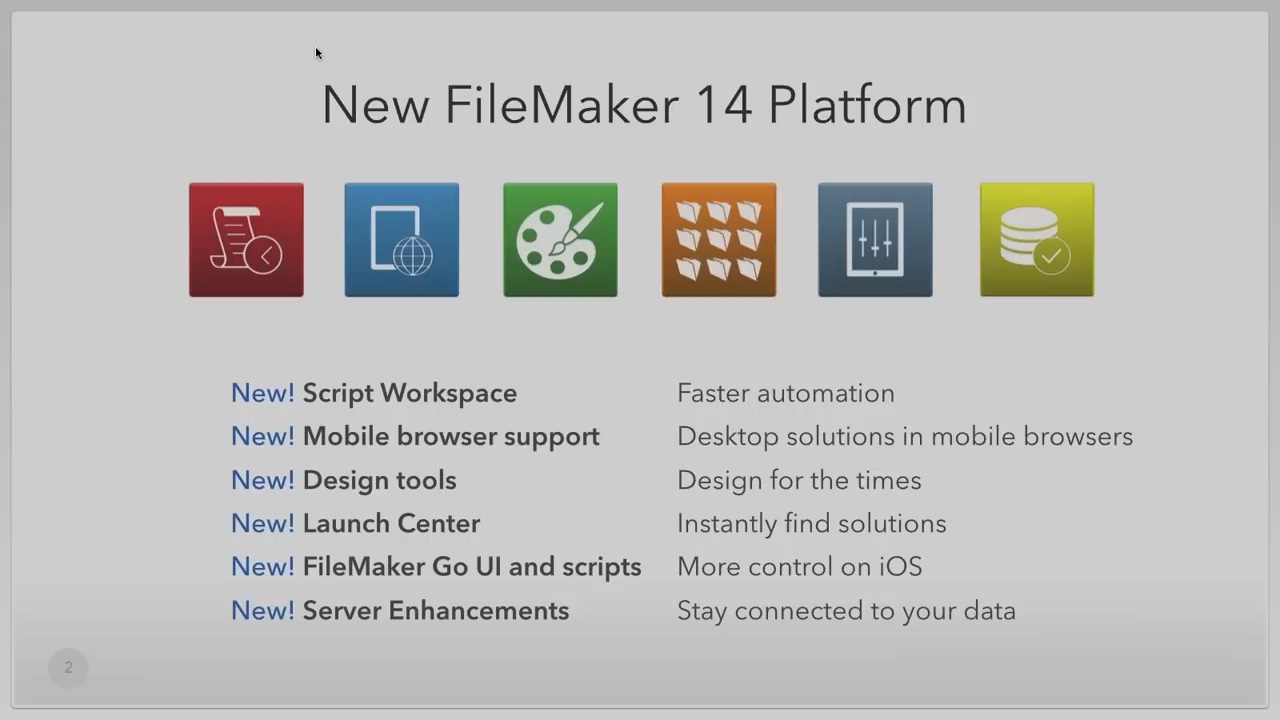 New FileMaker 14 Platform
New! Script Workspace Faster automation
New! Mobile browser support Desktop solutions in mobile browsers
New! Design tools Design for the times
New! Launch Center Instantly find solutions
New! FileMaker Go UI and scripts More control on iOS
New! Server Enhancements Stay connected to your data
2